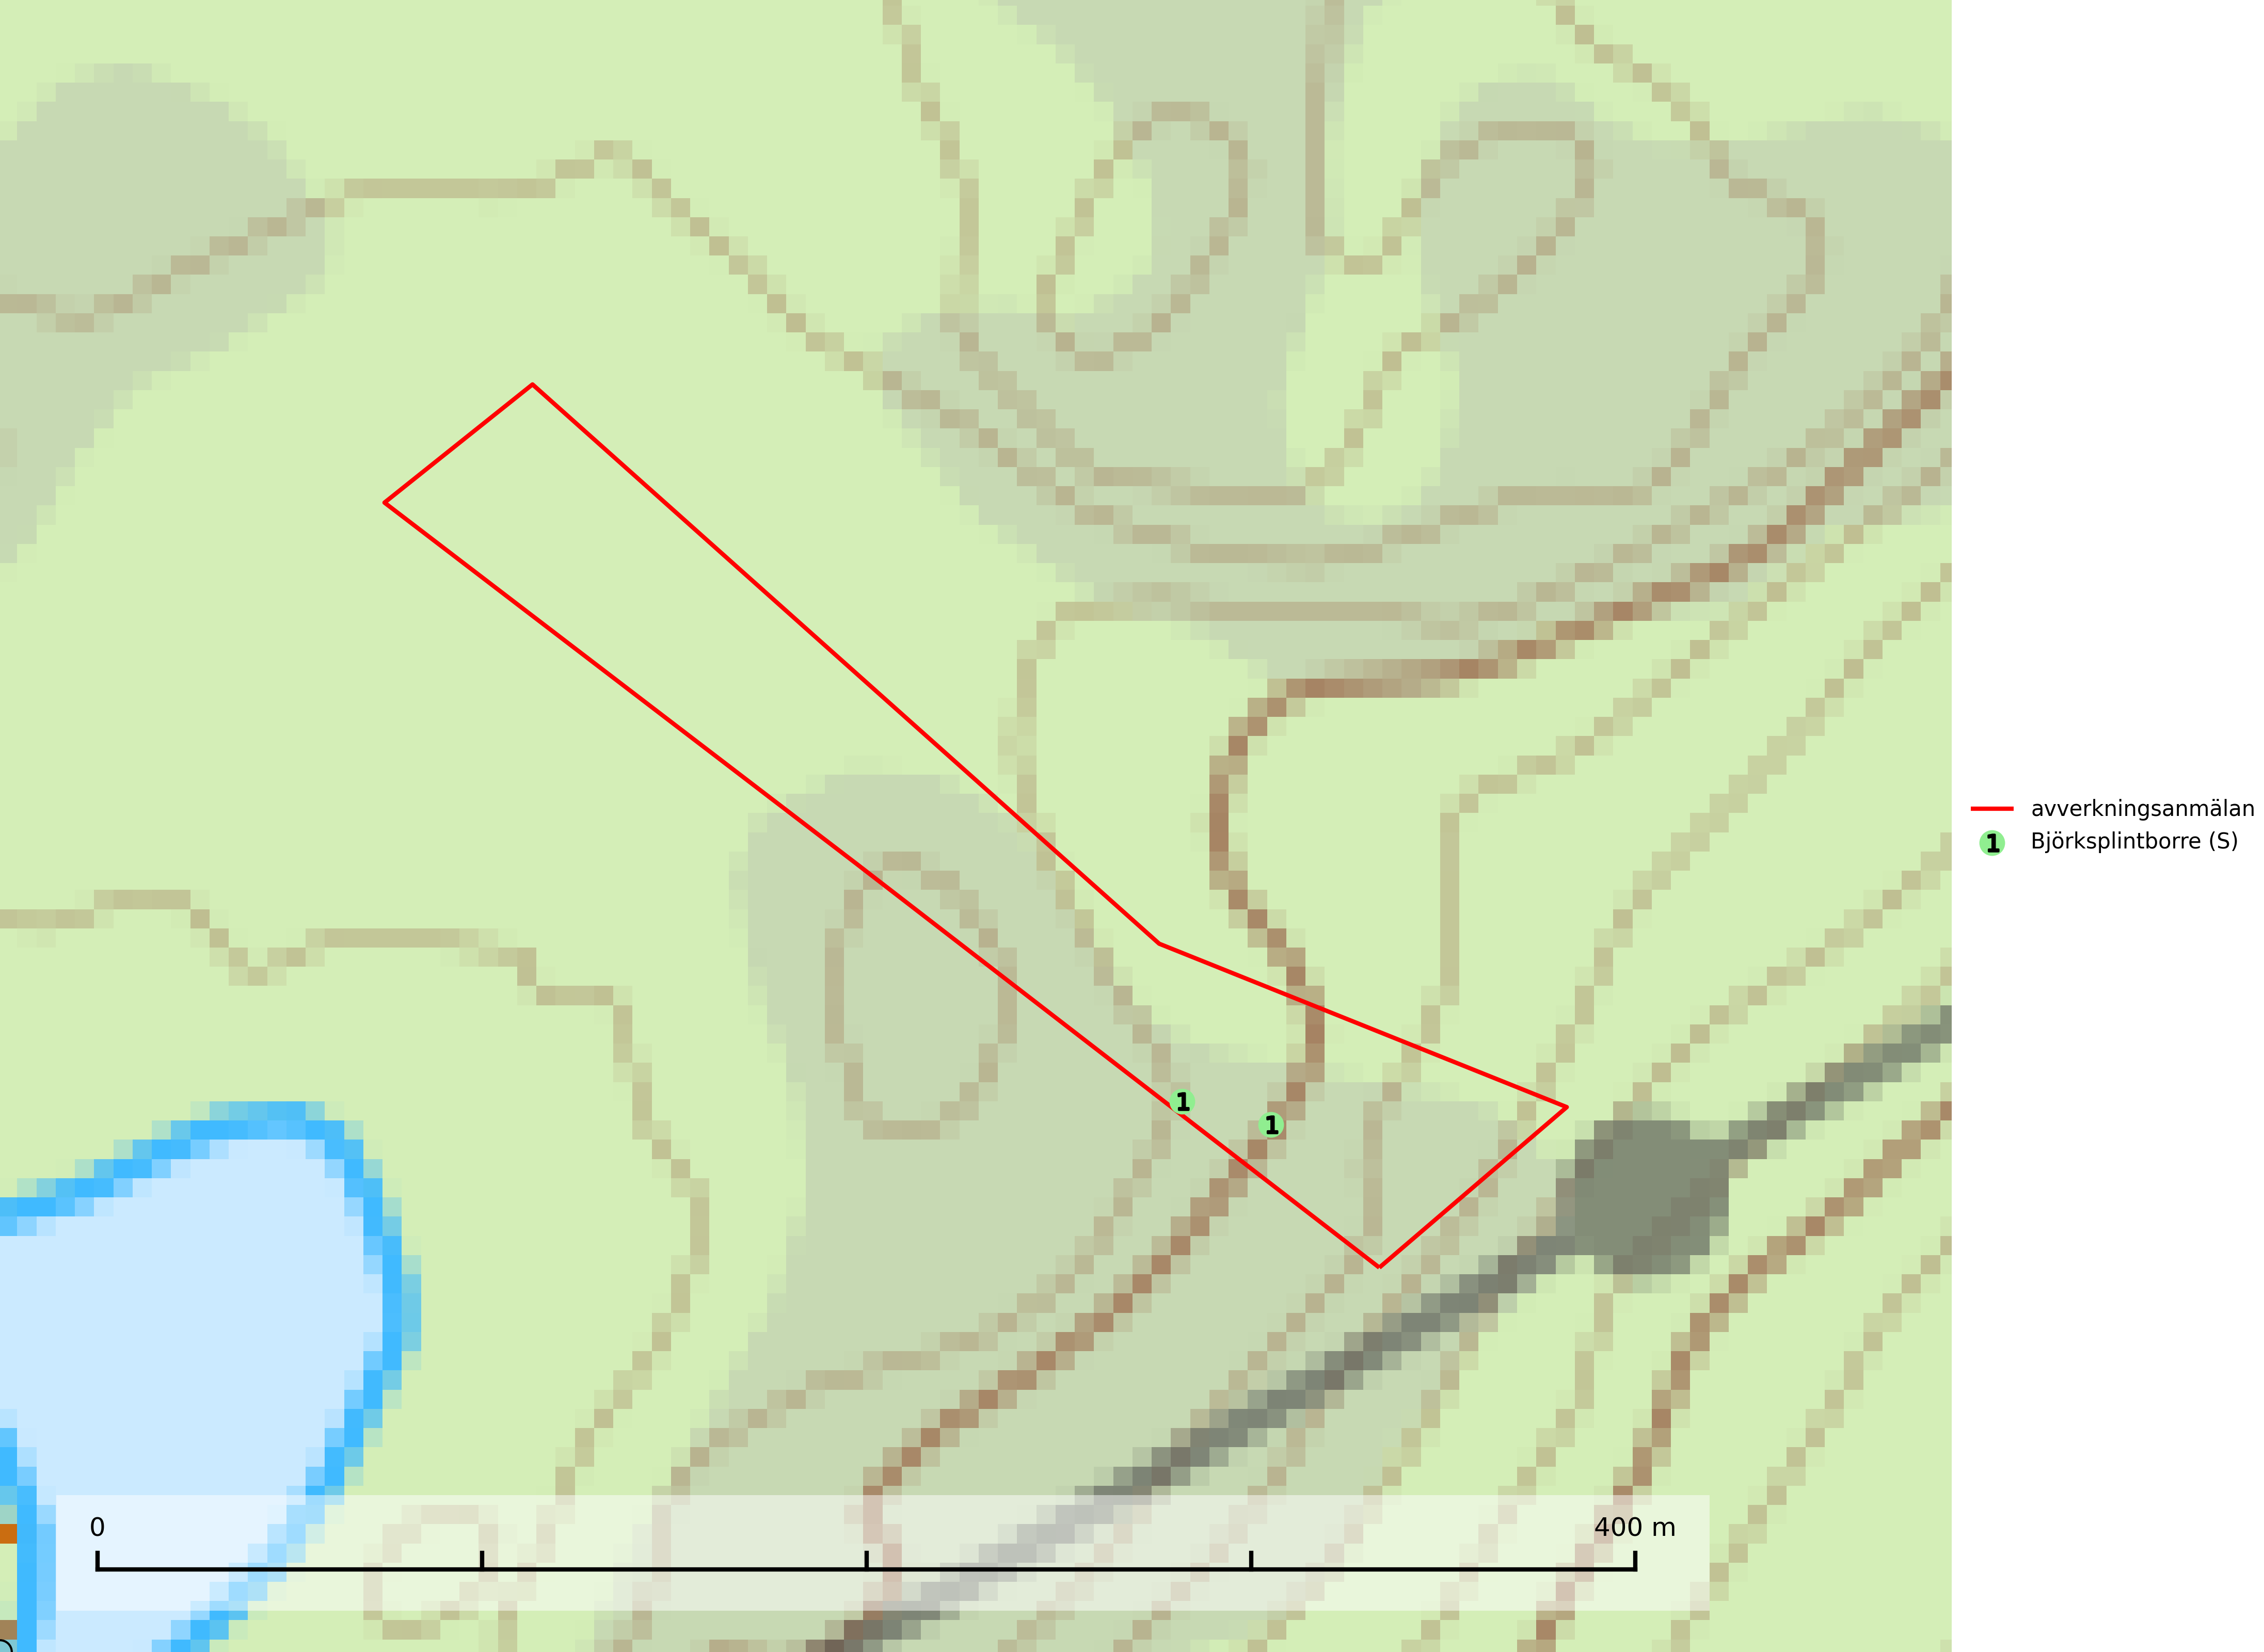 avverkningsanmälan
1 Björksplintborre (S)
1
1
0 400 m